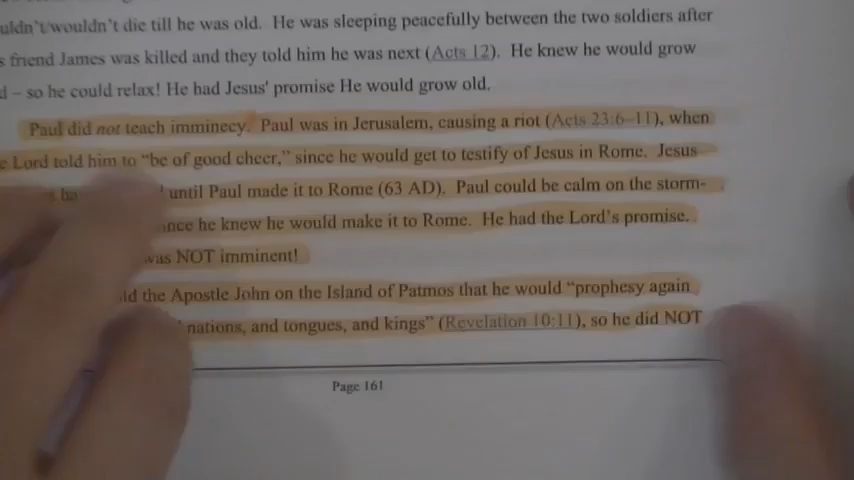 wouldn't die till he was old. He was sleeping peacefully between the two soldiers after
friend James was killed and they told him he was next (Acts 12). He knew he would grow
– so he could relax! He had Jesus' promise He would grow old.
Paul did not teach imminecy. Paul was in Jerusalem, causing a riot (Acts 23:6–11), when
Lord told him to "be of good cheer," since he would get to testify of Jesus in Rome. Jesus
until Paul made it to Rome (63 AD). Paul could be calm on the storm-
he knew he would make it to Rome. He had the Lord's promise.
was NOT imminent!
the Apostle John on the Island of Patmos that he would "prophesy again
nations, and tongues, and kings" (Revelation 10:11), so he did NOT
Page 161